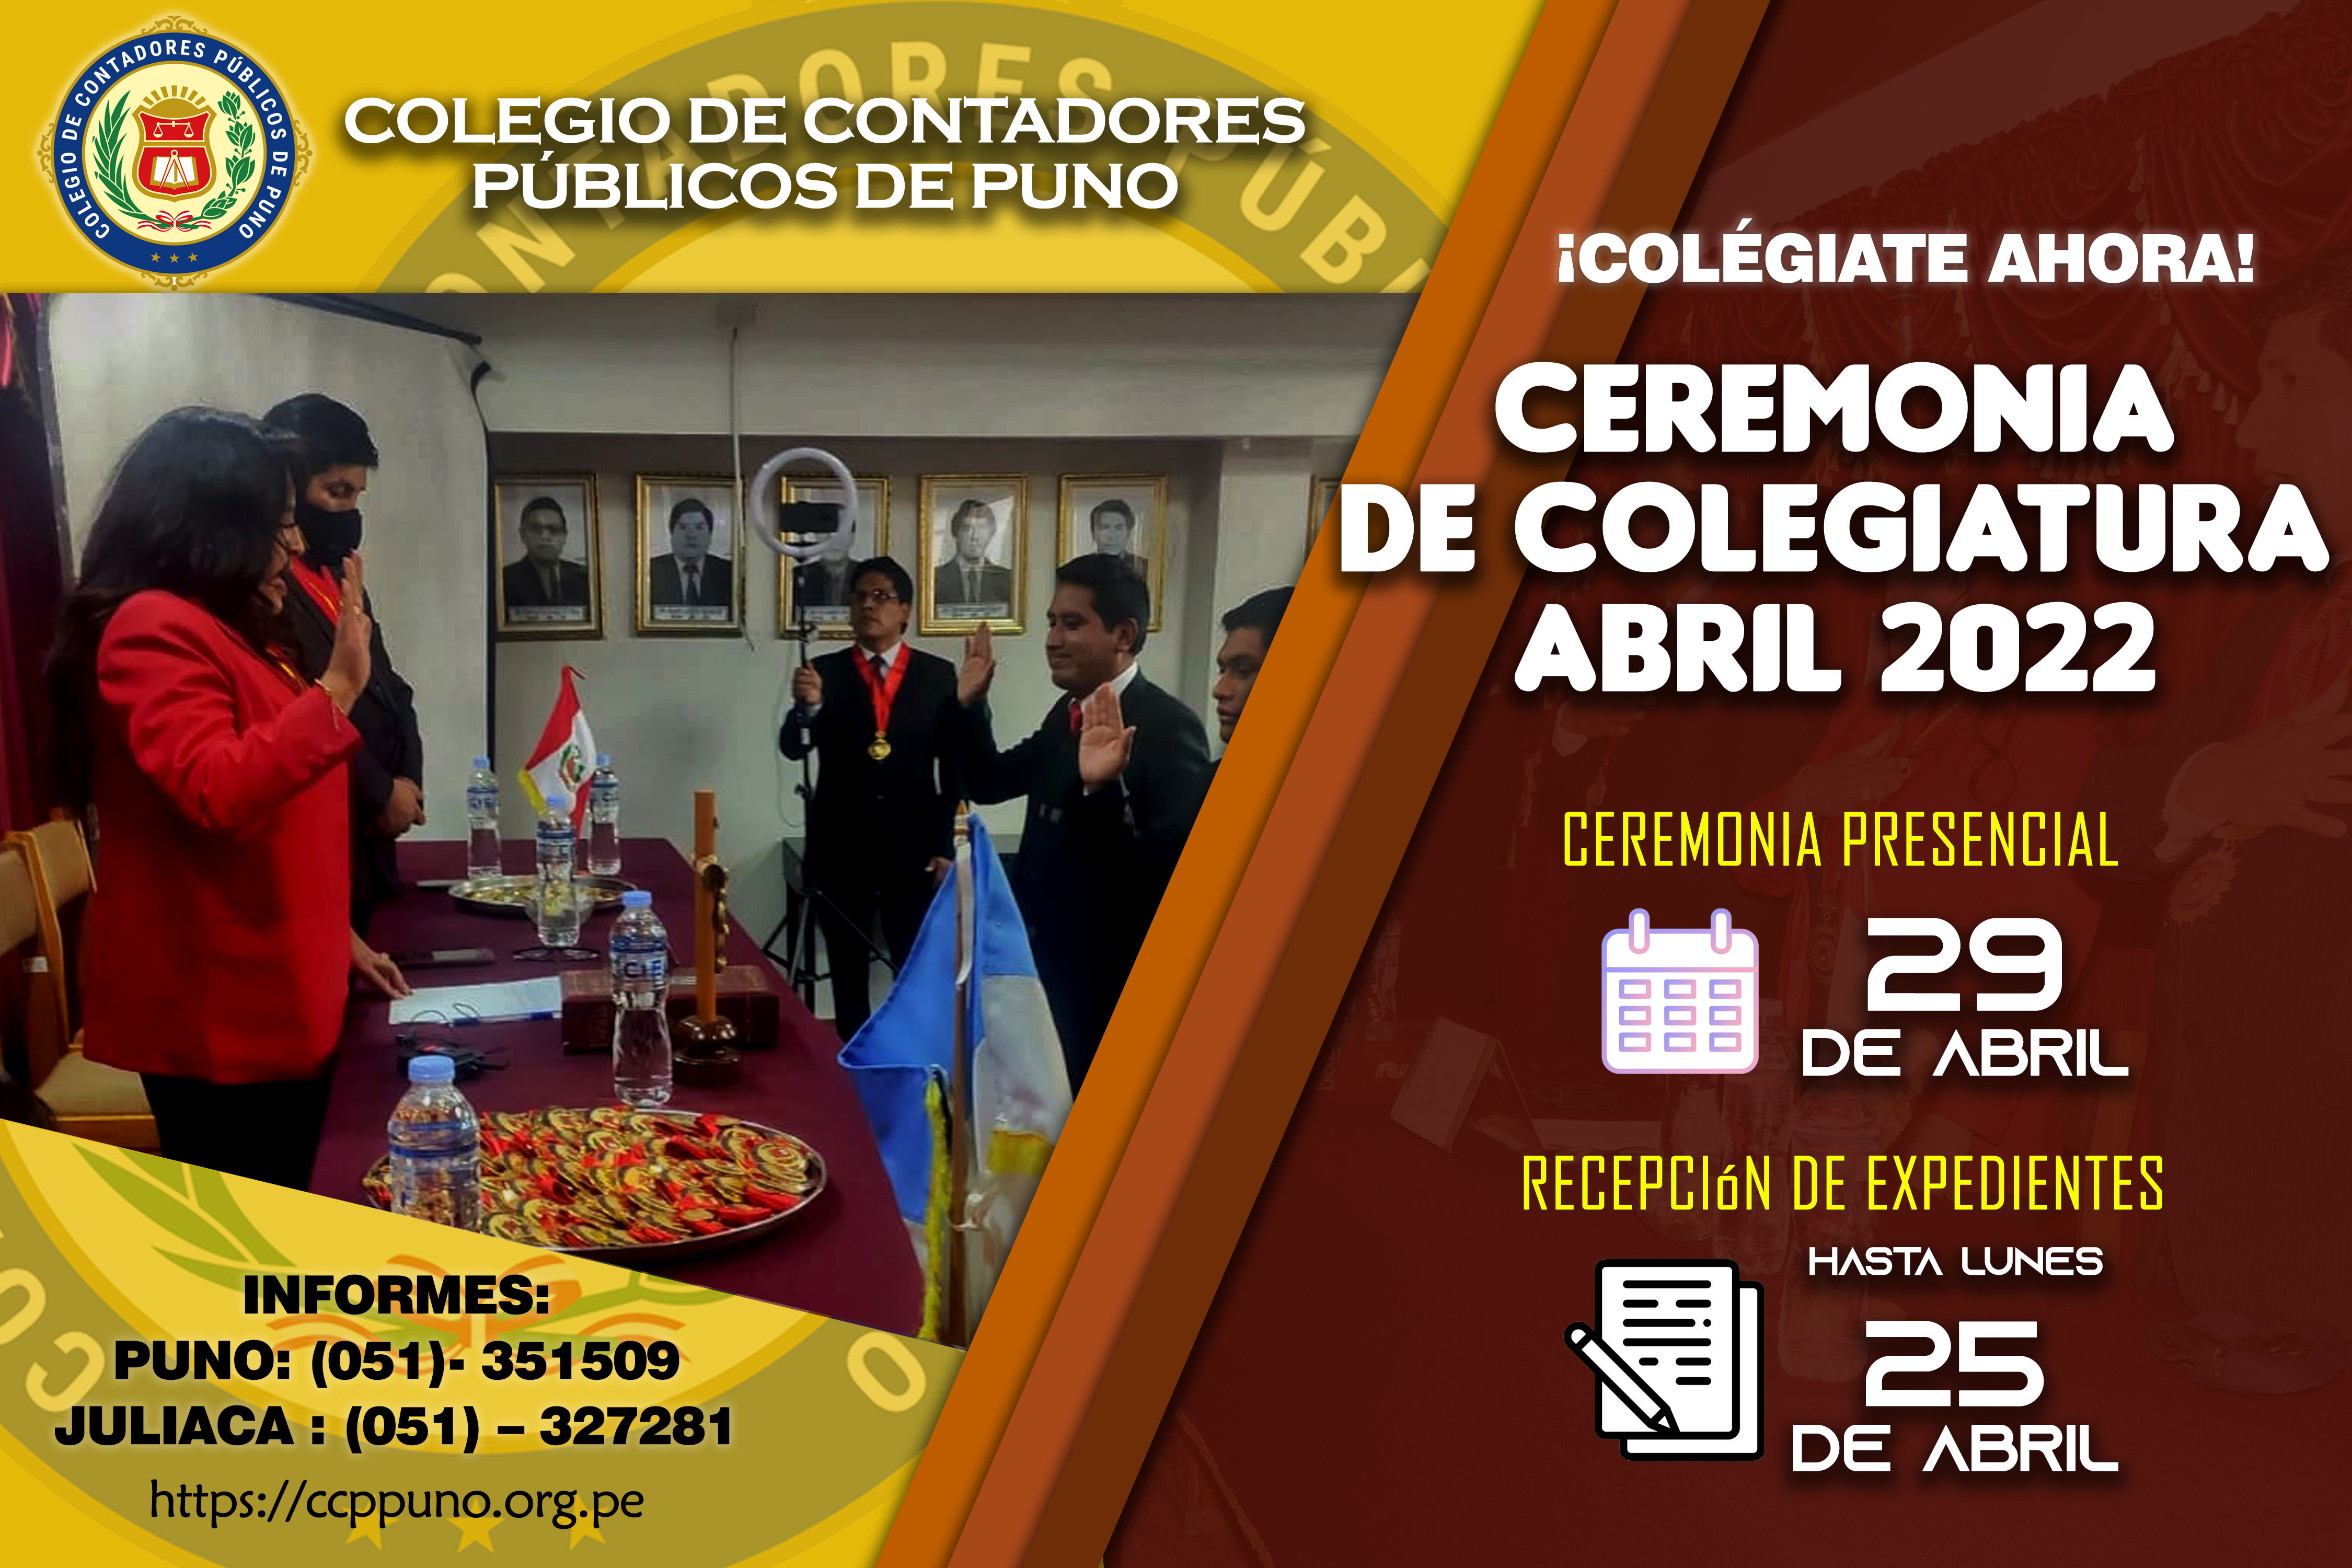 COLEGIO DE CONTADORES PÚBLICOS DE PUNO
COLEGIO DE CONTADORES
PÚBLICOS DE PUNO
¡COLÉGIATE AHORA!
CEREMONIA
DE COLEGIATURA
ABRIL 2022
CEREMONIA PRESENCIAL
29
DE ABRIL
RECEPCIóN DE EXPEDIENTES
HASTA LUNES
25
DE ABRIL
INFORMES:
PUNO: (051)- 351509
JULIACA : (051) – 327281
https://ccppuno.org.pe